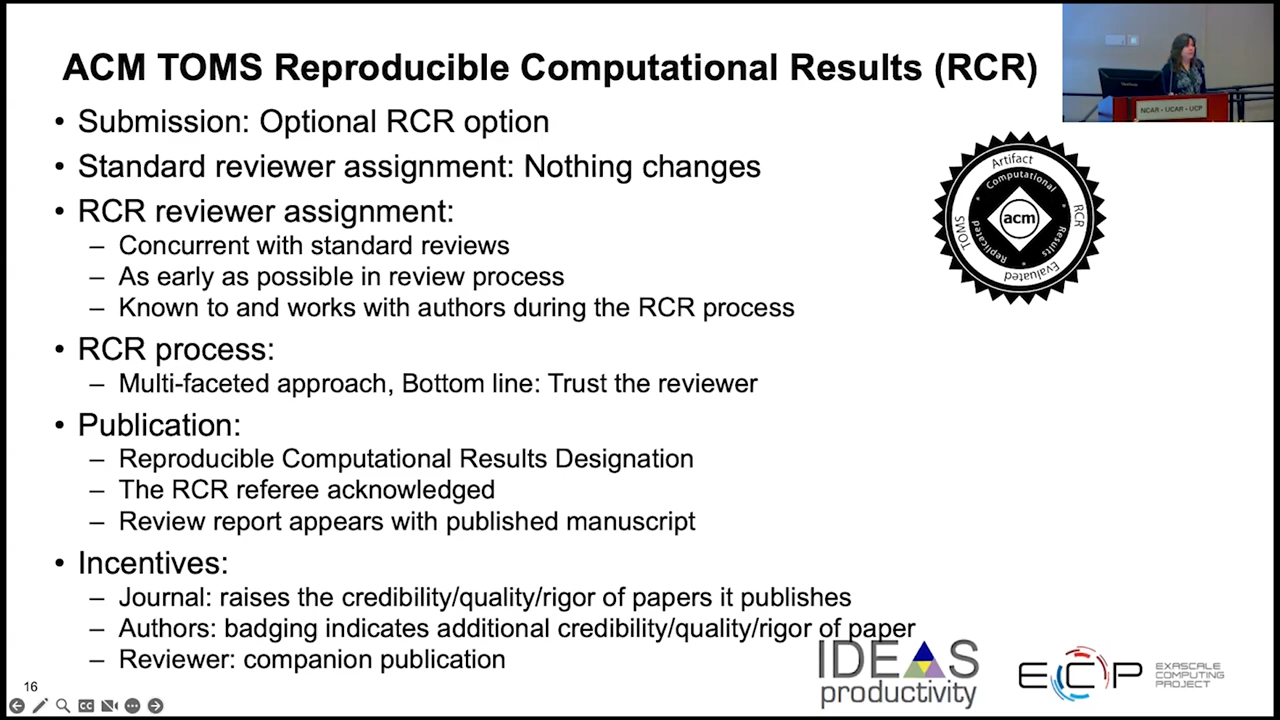 ACM TOMS Reproducible Computational Results (RCR)
• Submission: Optional RCR option
• Standard reviewer assignment: Nothing changes
• RCR reviewer assignment:
– Concurrent with standard reviews
– As early as possible in review process
– Known to and works with authors during the RCR process
• RCR process:
– Multi-faceted approach, Bottom line: Trust the reviewer
• Publication:
– Reproducible Computational Results Designation
– The RCR referee acknowledged
– Review report appears with published manuscript
• Incentives:
– Journal: raises the credibility/quality/rigor of papers it publishes
– Authors: badging indicates additional credibility/quality/rigor of paper
– Reviewer: companion publication
NCAR - UCAR - UCP
Artifact
RCR
Evaluated
TOMS
Computational
Results
Replicated
acm
IDEAS
productivity
ECP
EXASCALE
COMPUTING
PROJECT
16
CC